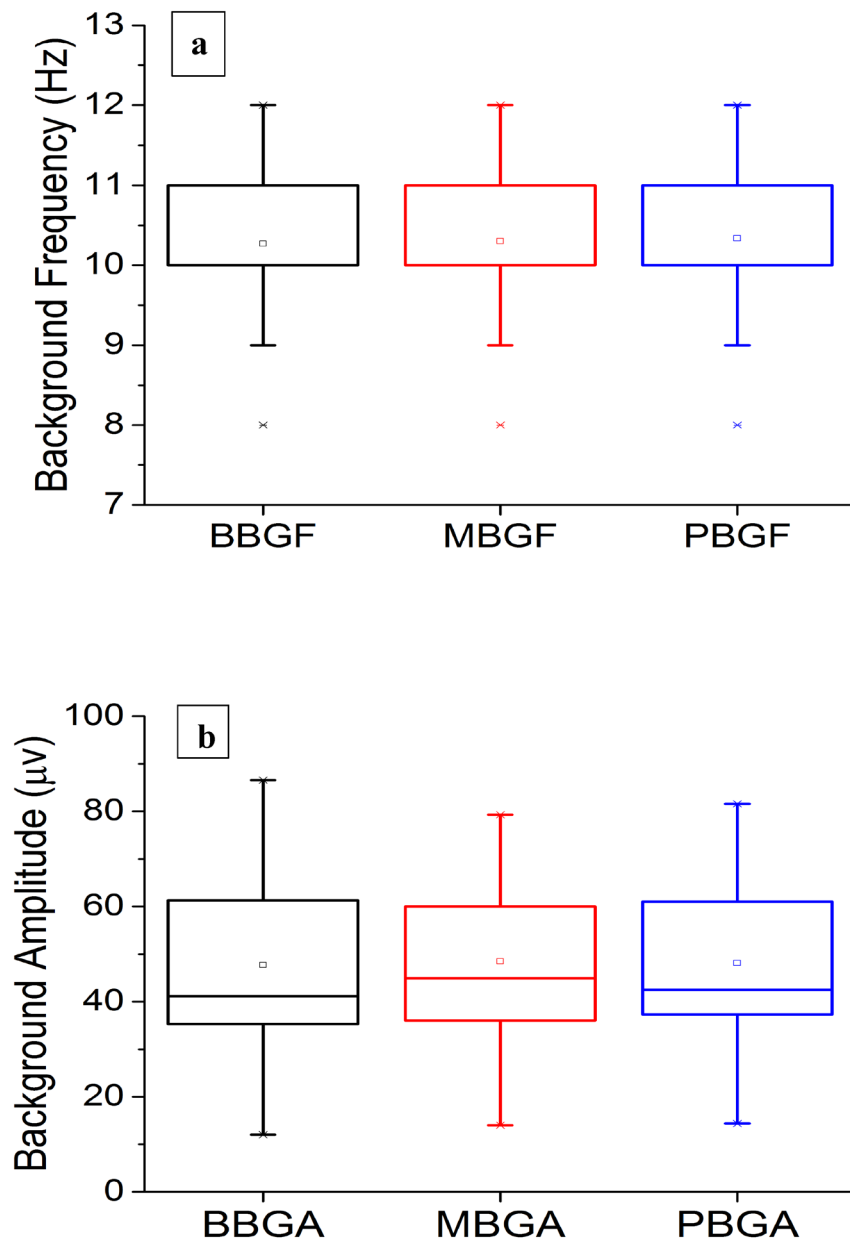 a
Background Frequency (Hz)
13
12
11
10
9
8
7
BBGF MBGF PBGF
b
Background Amplitude (μv)
100
80
60
40
20
0
BBGA MBGA PBGA